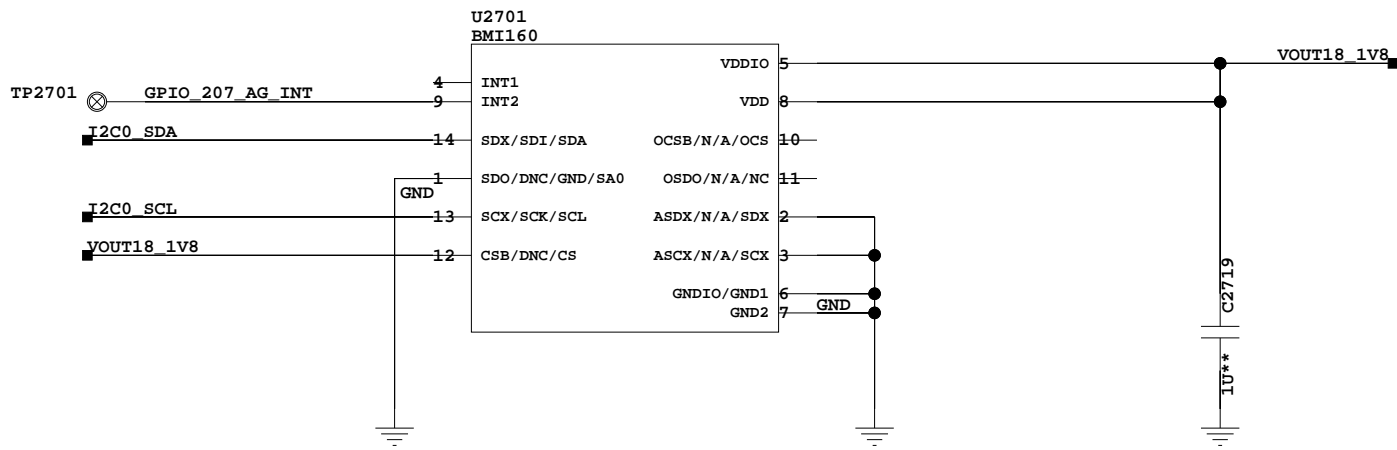 U2701
BMI160
VDDIO 5 VOUT18_1V8
4 INT1
TP2701 GPIO_207_AG_INT 9 INT2 VDD 8
I2C0_SDA 14 SDX/SDI/SDA OCSB/N/A/OCS 10
GND 1 SDO/DNC/GND/SA0 OSDO/N/A/NC 11
I2C0_SCL 13 SCX/SCK/SCL ASDX/N/A/SDX 2
VOUT18_1V8 12 CSB/DNC/CS ASCX/N/A/SCX 3
GNDIO/GND1 6
GND2 7 GND
C2719
1U**